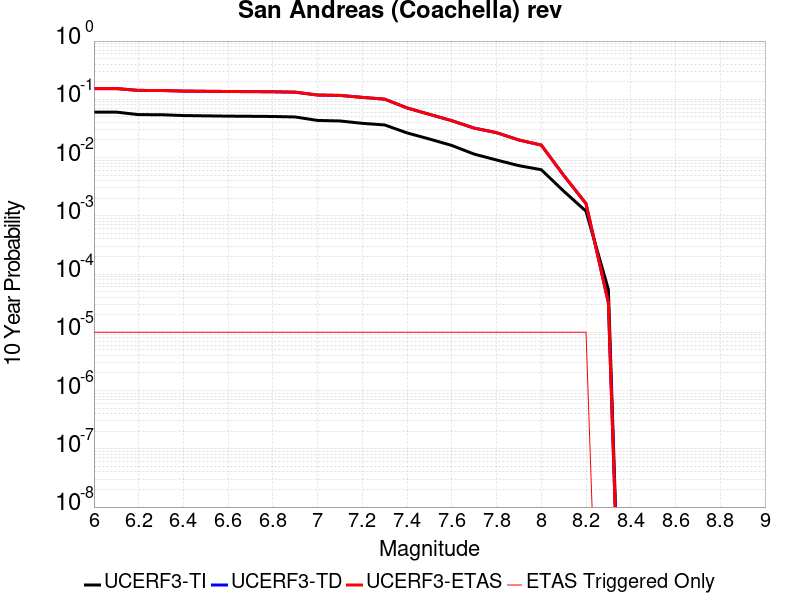 San Andreas (Coachella) rev
10 Year Probability
10^0
10^-1
10^-2
10^-3
10^-4
10^-5
10^-6
10^-7
10^-8
6 6.2 6.4 6.6 6.8 7 7.2 7.4 7.6 7.8 8 8.2 8.4 8.6 8.8 9
Magnitude
UCERF3-TI UCERF3-TD UCERF3-ETAS ETAS Triggered Only